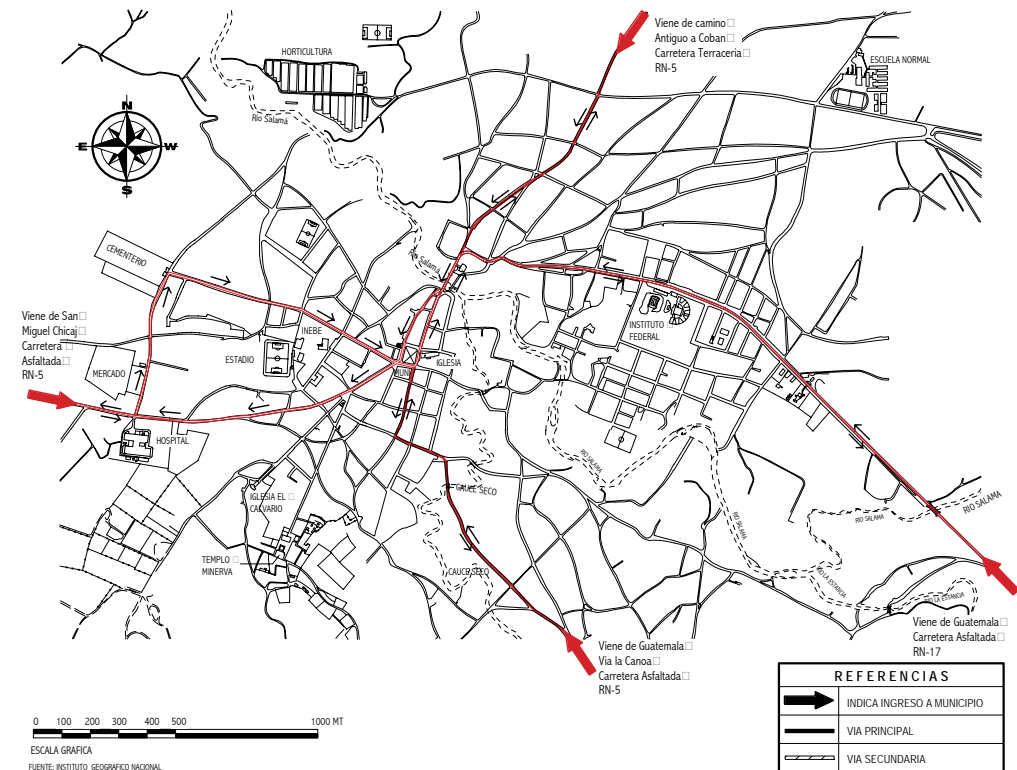 Viene de camino
Antiguo a Coban
Carretera Terraceria
RN-5
HORTICULTURA
ESCUELA NORMAL
Río Salamá
N
E
W
S
CEMENTERIO
Río Salamá
Viene de San
Miguel Chicaj
Carretera
Asfaltada
RN-5
INEBE
ESTADIO
MERCADO
IGLESIA
MUNI
INSTITUTO
FEDERAL
HOSPITAL
RIO SALAMA
CAUCE SECO
IGLESIA EL
CALVARIO
RIO SALAMA
RIO SALAMA
RIO SALAMA
TEMPLO
MINERVA
CAUCE SECO
RIO LA ESTANCIA
RIO LA ESTANCIA
Viene de Guatemala
Carretera Asfaltada
RN-17
Viene de Guatemala
Via la Canoa
Carretera Asfaltada
RN-5
REFERENCIAS
INDICA INGRESO A MUNICIPIO
VIA PRINCIPAL
VIA SECUNDARIA
0 100 200 300 400 500 1000 MT
ESCALA GRAFICA
FUENTE: INSTITUTO GEOGRAFICO NACIONAL